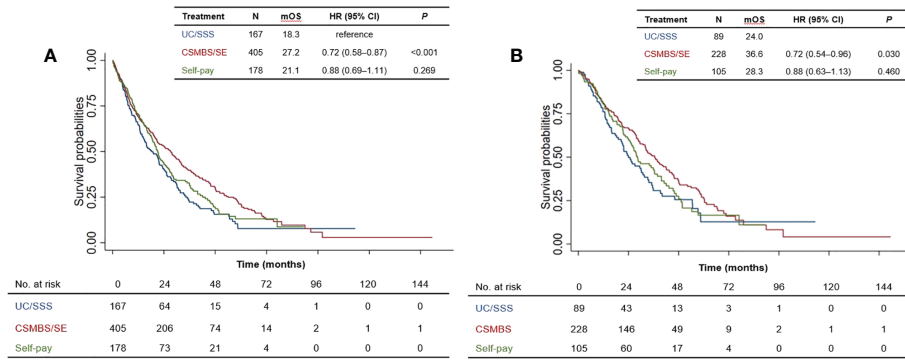 A
Treatment N mOS HR (95% CI) P
UC/SSS 167 18.3 reference
CSMBS/SE 405 27.2 0.72 (0.58–0.87) <0.001
Self-pay 178 21.1 0.88 (0.69–1.11) 0.269
Survival probabilities
1.00
0.75
0.50
0.25
0.00
Time (months)
No. at risk 0 24 48 72 96 120 144
UC/SSS 167 64 15 4 1 0 0
CSMBS/SE 405 206 74 14 2 1 1
Self-pay 178 73 21 4 0 0 0
B
Treatment N mOS HR (95% CI) P
UC/SSS 89 24.0
CSMBS/SE 228 36.6 0.72 (0.54–0.96) 0.030
Self-pay 105 28.3 0.88 (0.63–1.13) 0.460
Survival probabilities
1.00
0.75
0.50
0.25
0.00
Time (months)
No. at risk 0 24 48 72 96 120 144
UC/SSS 89 43 13 3 1 0 0
CSMBS 228 146 49 9 2 1 1
Self-pay 105 60 17 4 0 0 0